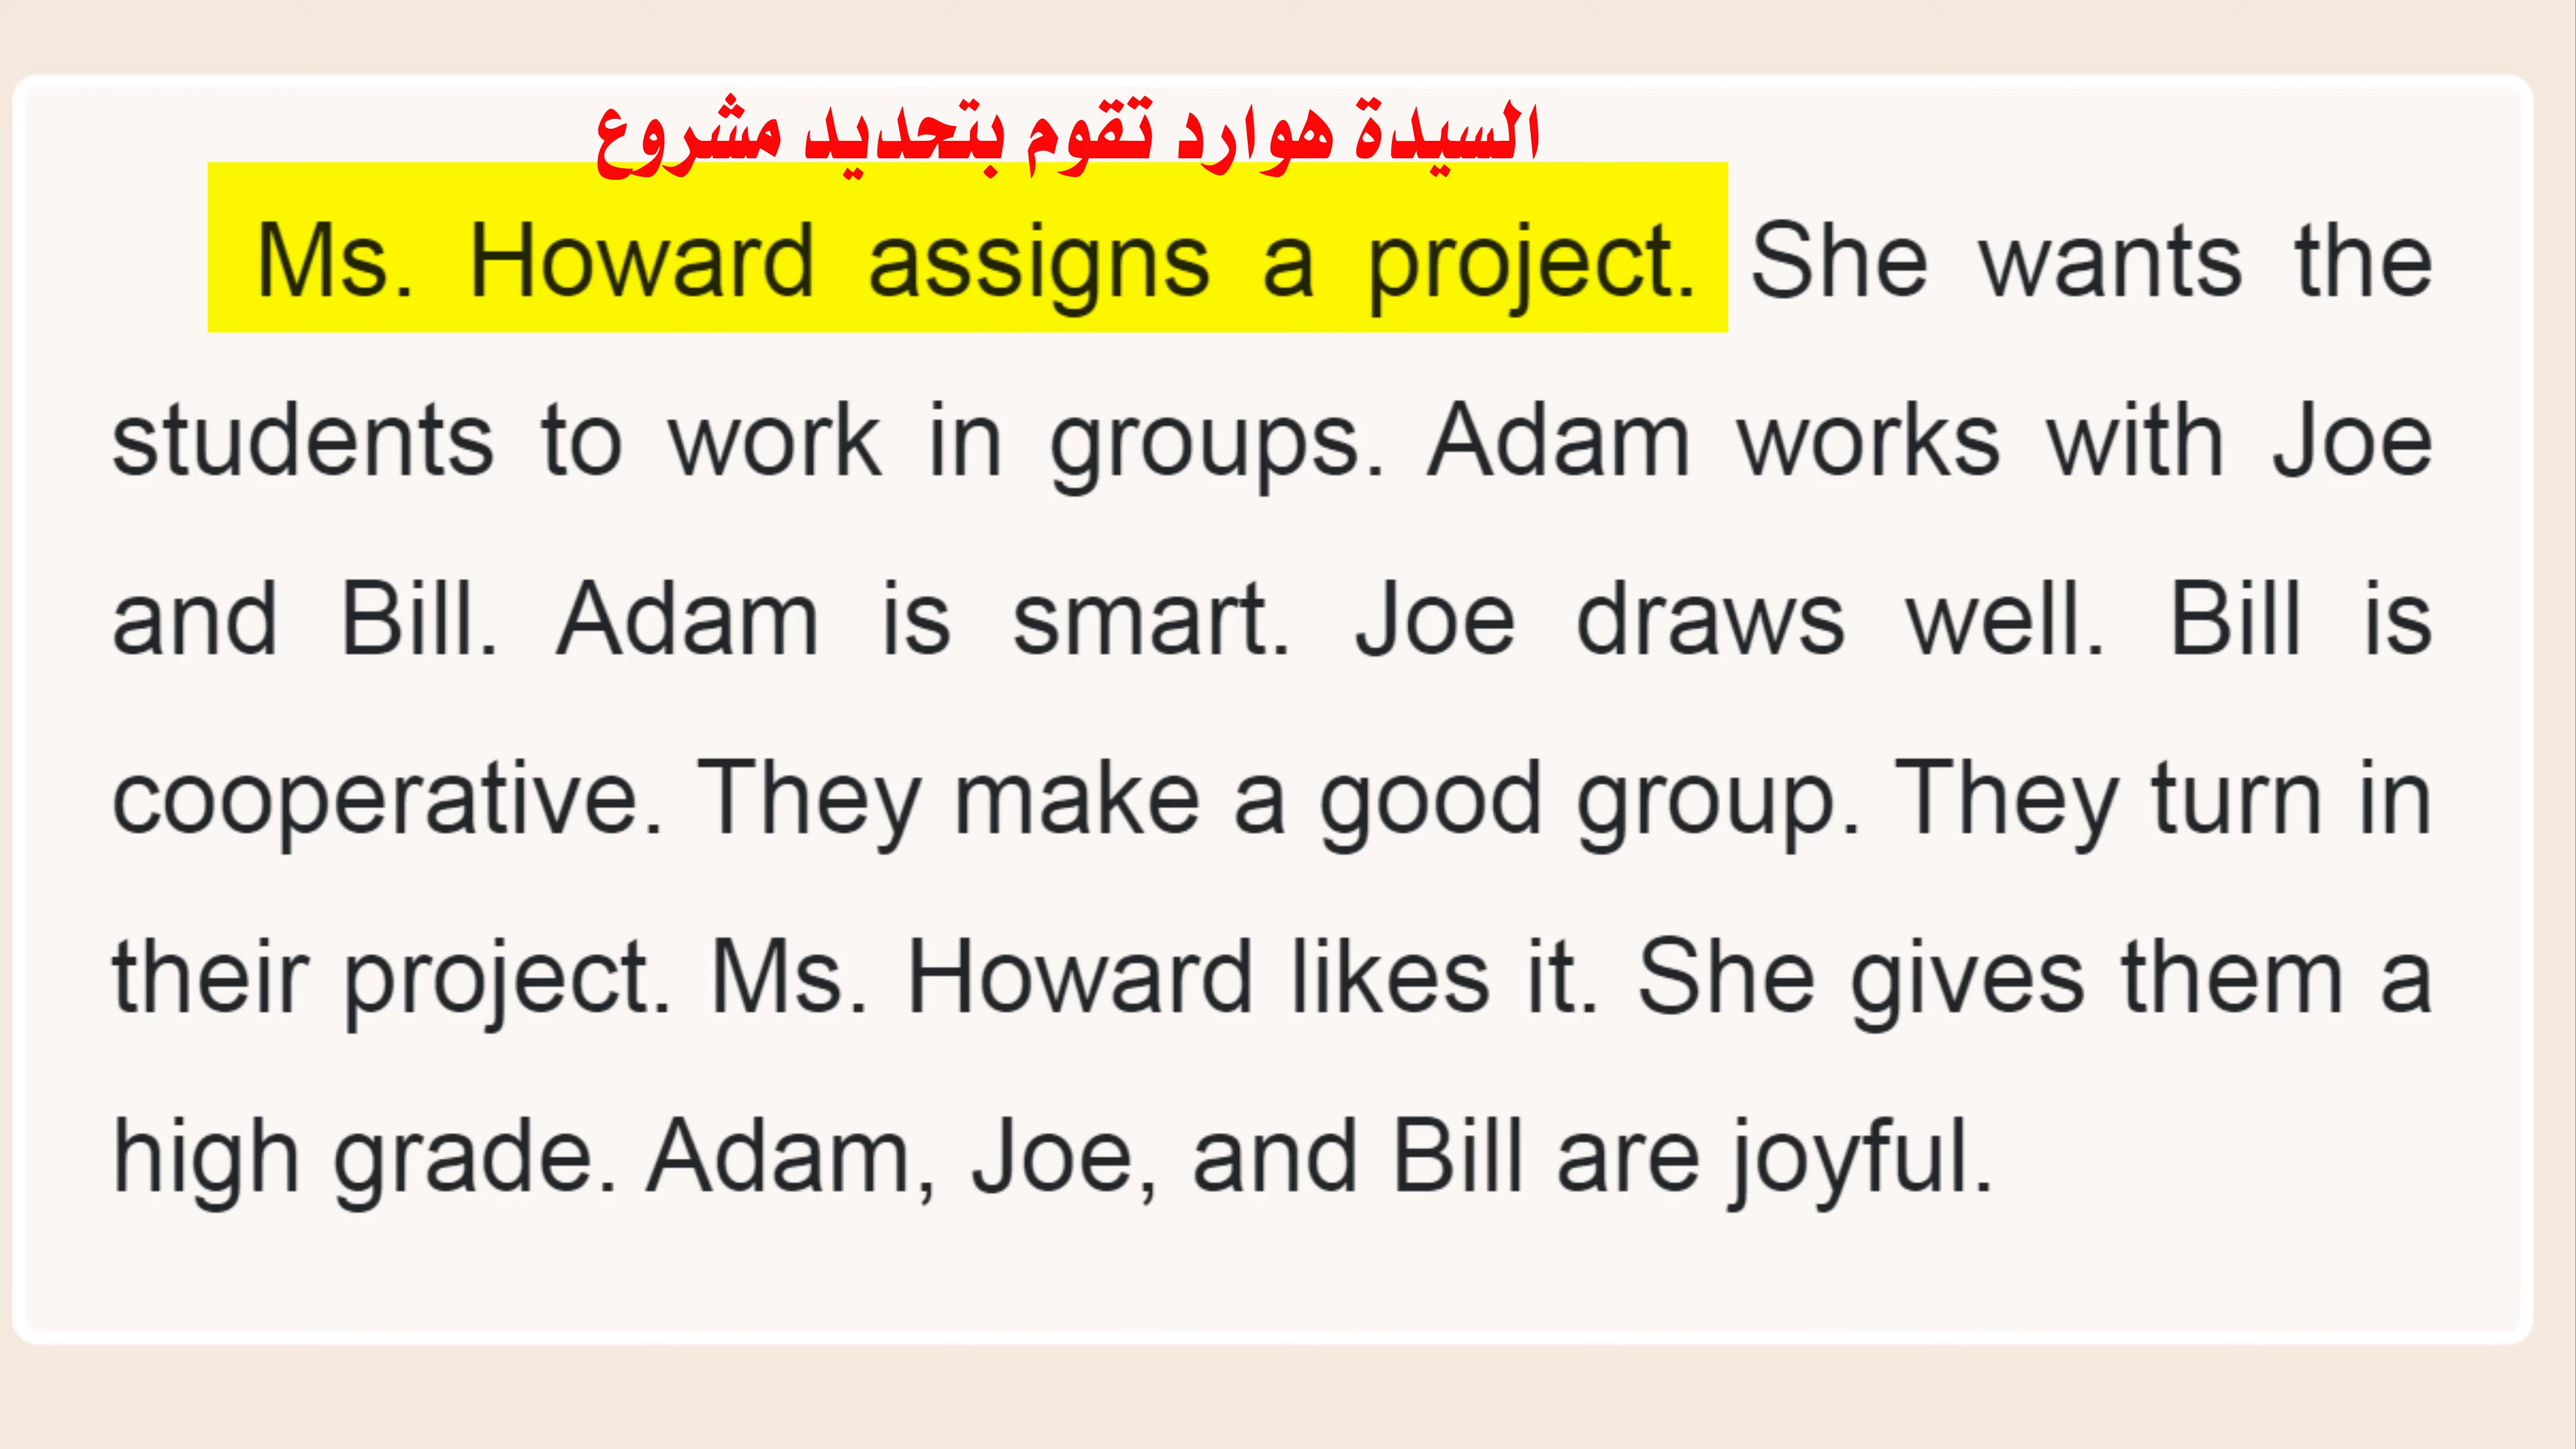 السيدة هوارد تقوم بتحديد مشروع
Ms. Howard assigns a project. She wants the
students to work in groups. Adam works with Joe
and Bill. Adam is smart. Joe draws well. Bill is
cooperative. They make a good group. They turn in
their project. Ms. Howard likes it. She gives them a
high grade. Adam, Joe, and Bill are joyful.